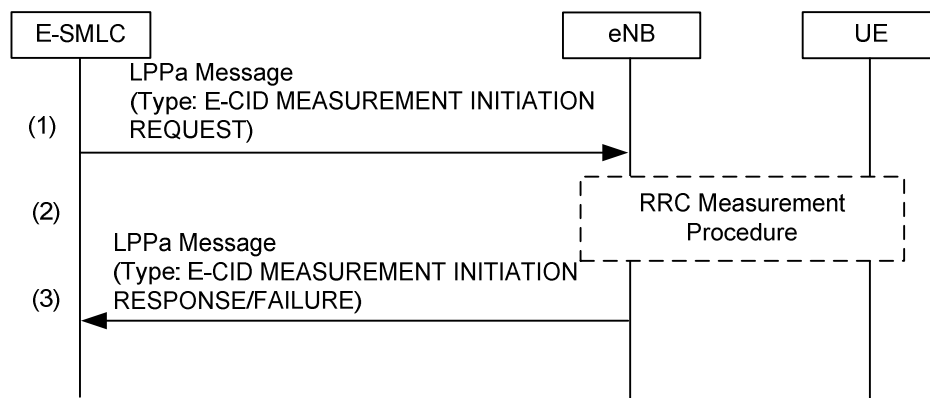 E-SMLC
eNB
UE
LPPa Message
(Type: E-CID MEASUREMENT INITIATION
REQUEST)
(1)
RRC Measurement
Procedure
(2)
LPPa Message
(Type: E-CID MEASUREMENT INITIATION
RESPONSE/FAILURE)
(3)